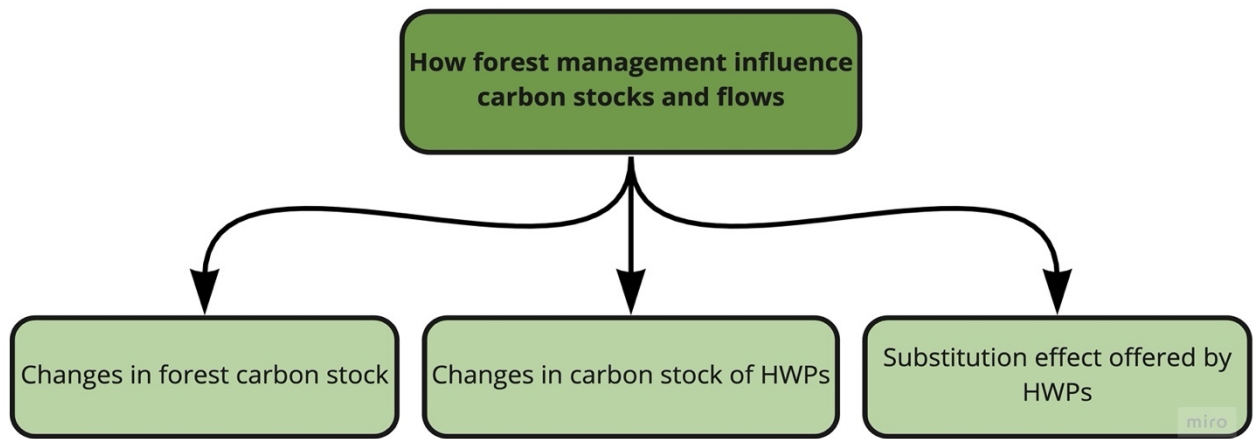 How forest management influence
carbon stocks and flows
Changes in forest carbon stock
Changes in carbon stock of HWPs
Substitution effect offered by
HWPs
miro